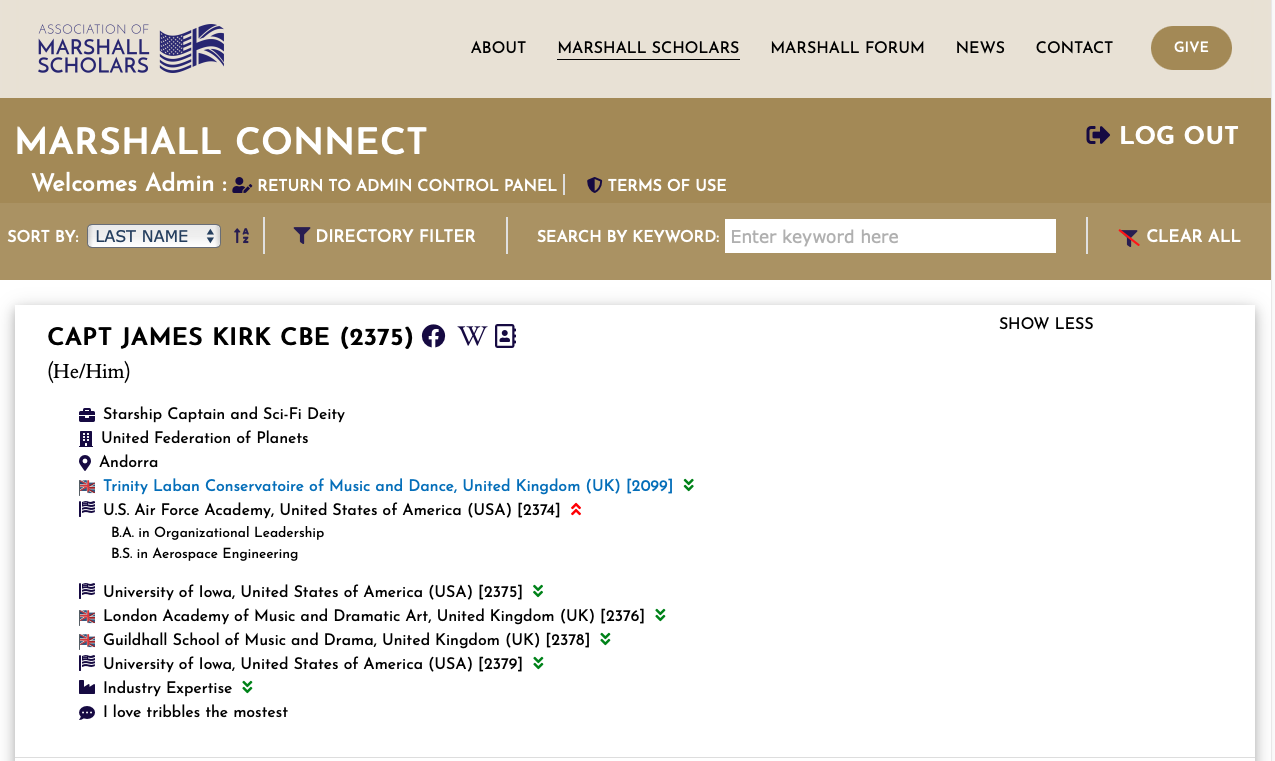 ASSOCIATION OF
MARSHALL
SCHOLARS
ABOUT MARSHALL SCHOLARS MARSHALL FORUM NEWS CONTACT GIVE
MARSHALL CONNECT
LOG OUT
Welcomes Admin : RETURN TO ADMIN CONTROL PANEL TERMS OF USE
SORT BY: LAST NAME DIRECTORY FILTER SEARCH BY KEYWORD: Enter keyword here CLEAR ALL
CAPT JAMES KIRK CBE (2375)
SHOW LESS
(He/Him)
Starship Captain and Sci-Fi Deity
United Federation of Planets
Andorra
Trinity Laban Conservatoire of Music and Dance, United Kingdom (UK) [2099]
U.S. Air Force Academy, United States of America (USA) [2374]
B.A. in Organizational Leadership
B.S. in Aerospace Engineering
University of Iowa, United States of America (USA) [2375]
London Academy of Music and Dramatic Art, United Kingdom (UK) [2376]
Guildhall School of Music and Drama, United Kingdom (UK) [2378]
University of Iowa, United States of America (USA) [2379]
Industry Expertise
I love tribbles the mostest